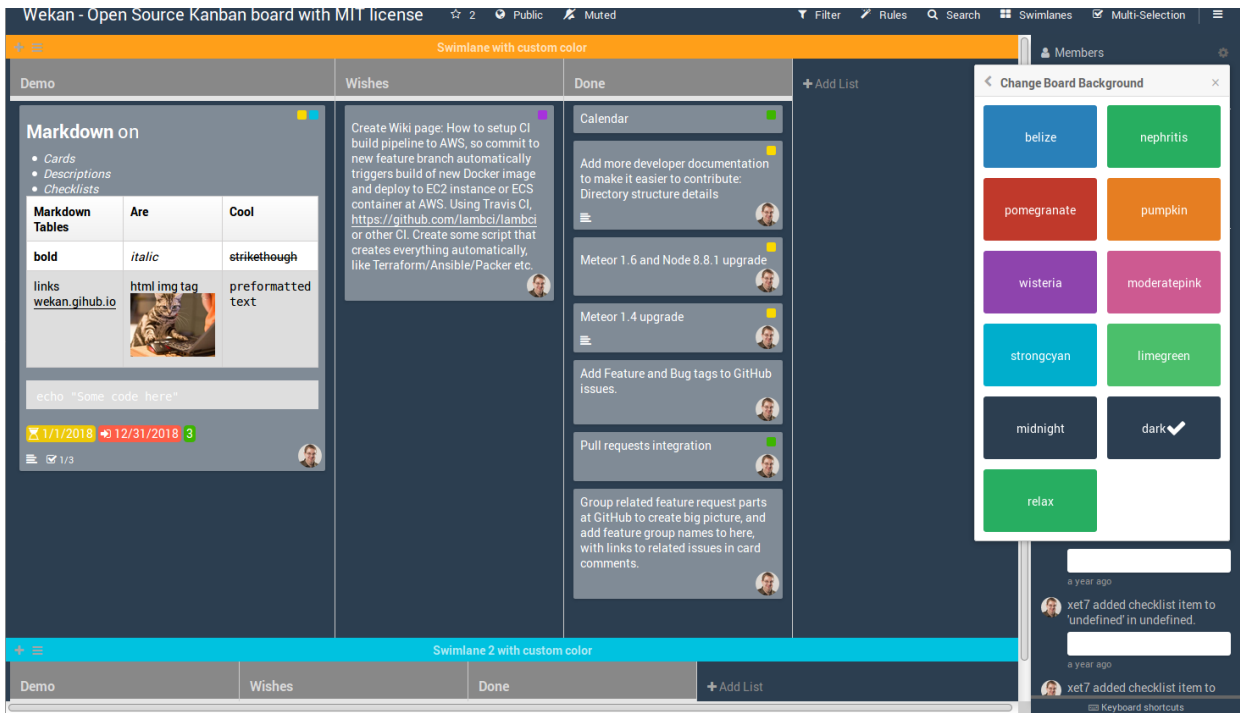 Wekan - Open Source Kanban board with MIT license
2
Public
Muted
Filter
Rules
Search
Swimlanes
Multi-Selection
Swimlane with custom color
Demo
Markdown on
Cards
Descriptions
Checklists
Markdown Are Cool
Tables
bold italic strikethough
links html img tag preformatted
wekan.gihub.io text
echo "Some code here"
1/1/2018 12/31/2018 3
1/3
Wishes
Create Wiki page: How to setup CI
build pipeline to AWS, so commit to
new feature branch automatically
triggers build of new Docker image
and deploy to EC2 instance or ECS
container at AWS. Using Travis CI,
https://github.com/lambci/lambci
or other CI. Create some script that
creates everything automatically,
like Terraform/Ansible/Packer etc.
Done
Calendar
Add more developer documentation
to make it easier to contribute:
Directory structure details
Meteor 1.6 and Node 8.8.1 upgrade
Meteor 1.4 upgrade
Add Feature and Bug tags to GitHub
issues.
Pull requests integration
Group related feature request parts
at GitHub to create big picture, and
add feature group names to here,
with links to related issues in card
comments.
Add List
Swimlane 2 with custom color
Demo
Wishes
Done
Add List
Members
Change Board Background
belize
nephritis
pomegranate
pumpkin
wisteria
moderatepink
strongcyan
limegreen
midnight
dark
relax
a year ago
xet7 added checklist item to
'undefined' in undefined.
a year ago
xet7 added checklist item to
Keyboard shortcuts